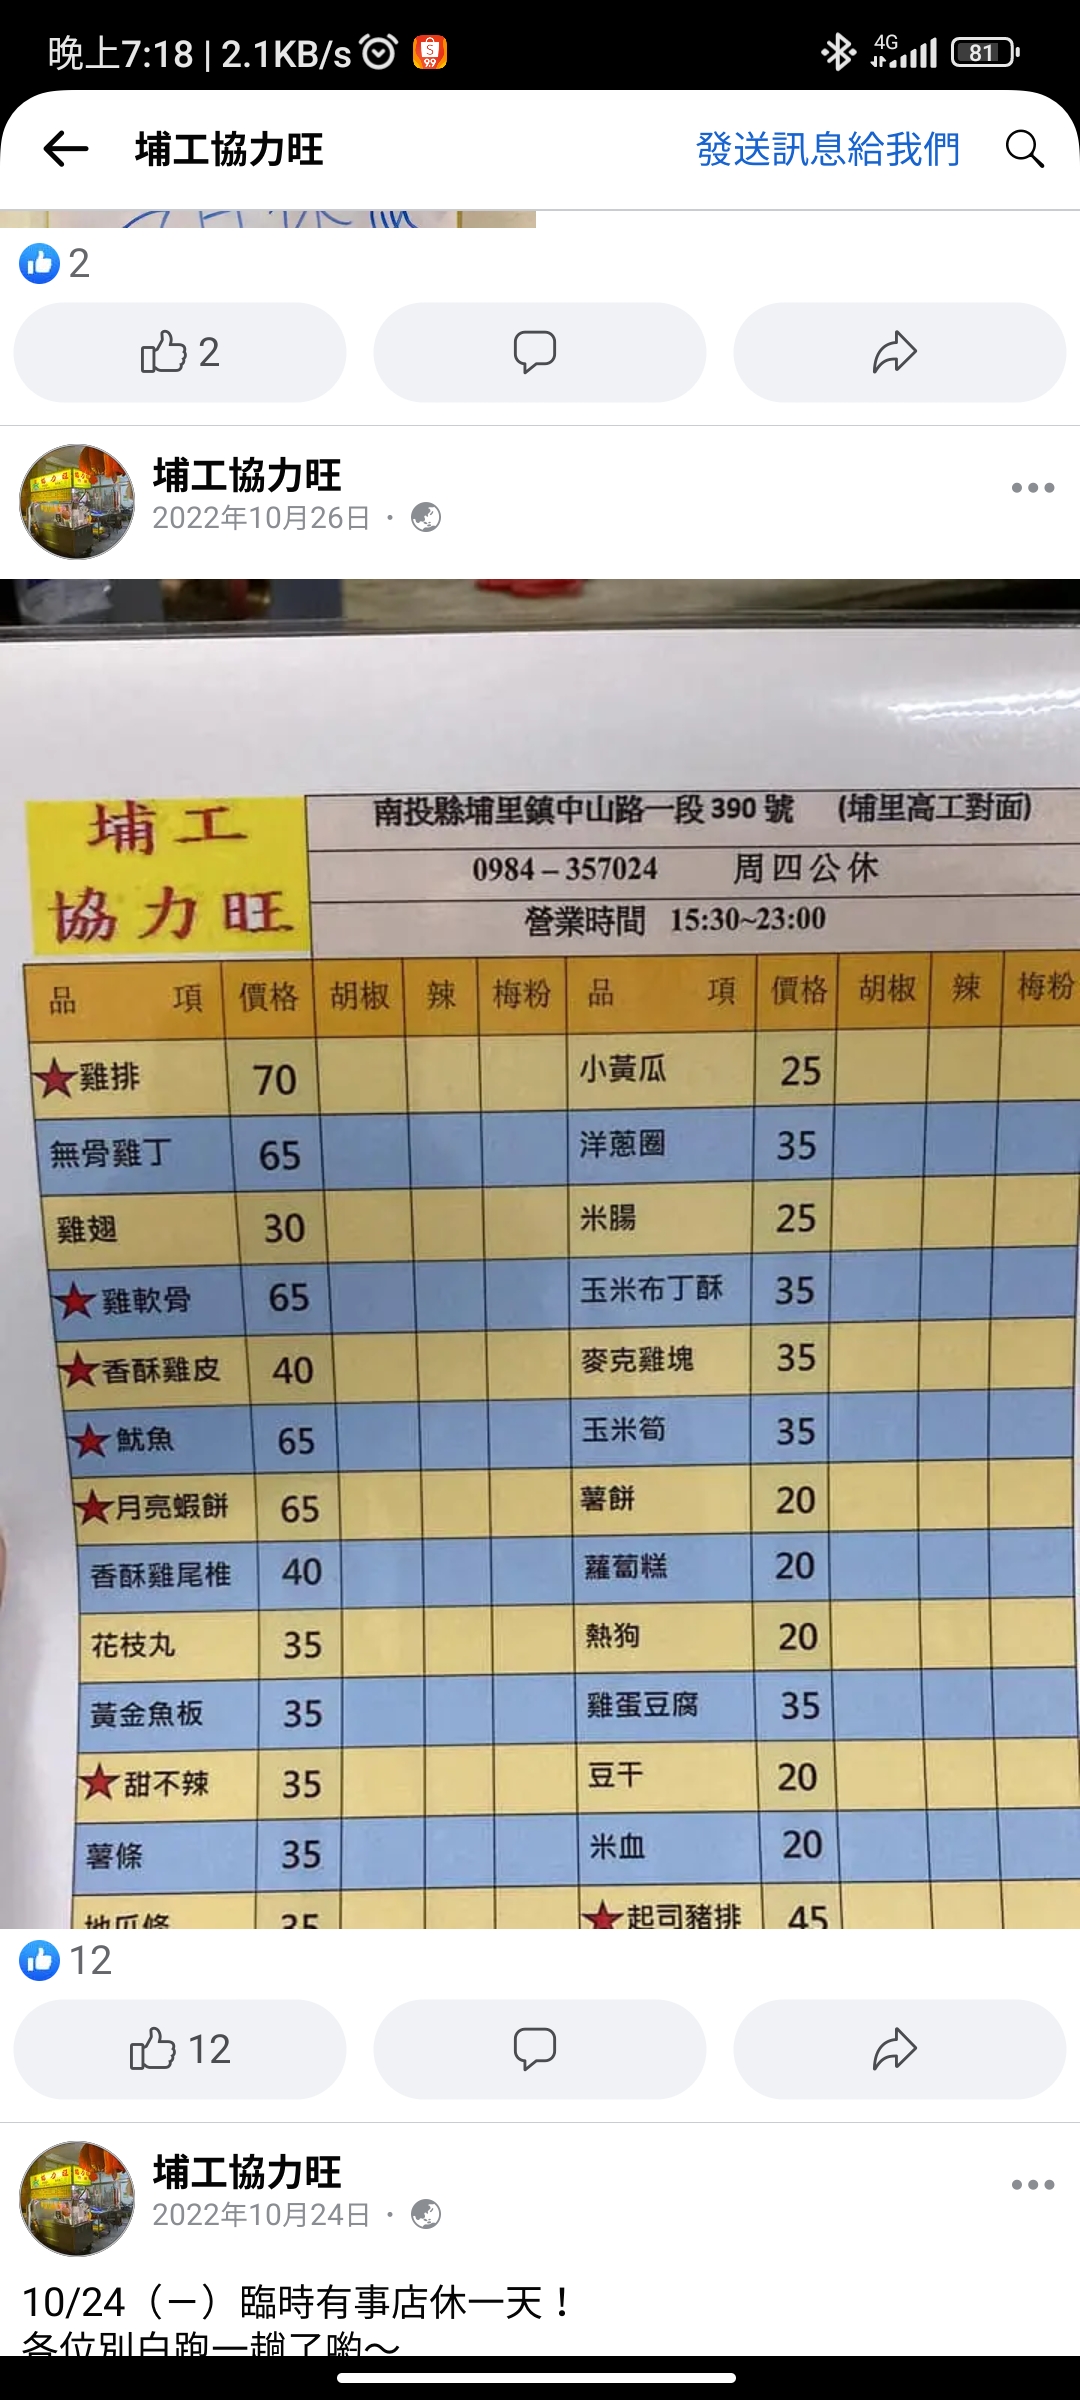 晚上7:18 | 2.1KB/s
4G 81
埔工協力旺 發送訊息給我們
2
2
埔工協力旺
2022年10月26日
埔工
協力旺
南投縣埔里鎮中山路一段 390 號 (埔里高工對面)
0984 – 357024 周四公休
營業時間 15:30~23:00
品項 價格 胡椒 辣 梅粉 品項 價格 胡椒 辣 梅粉
★雞排 70 小黃瓜 25
無骨雞丁 65 洋蔥圈 35
雞翅 30 米腸 25
★雞軟骨 65 玉米布丁酥 35
★香酥雞皮 40 麥克雞塊 35
★魷魚 65 玉米筍 35
★月亮蝦餅 65 薯餅 20
香酥雞尾椎 40 蘿蔔糕 20
花枝丸 35 熱狗 20
黃金魚板 35 雞蛋豆腐 35
★甜不辣 35 豆干 20
薯條 35 米血 20
地瓜條 35 ★起司豬排 45
12
12
埔工協力旺
2022年10月24日
10/24（一）臨時有事店休一天！
各位別白跑一趟了喲～